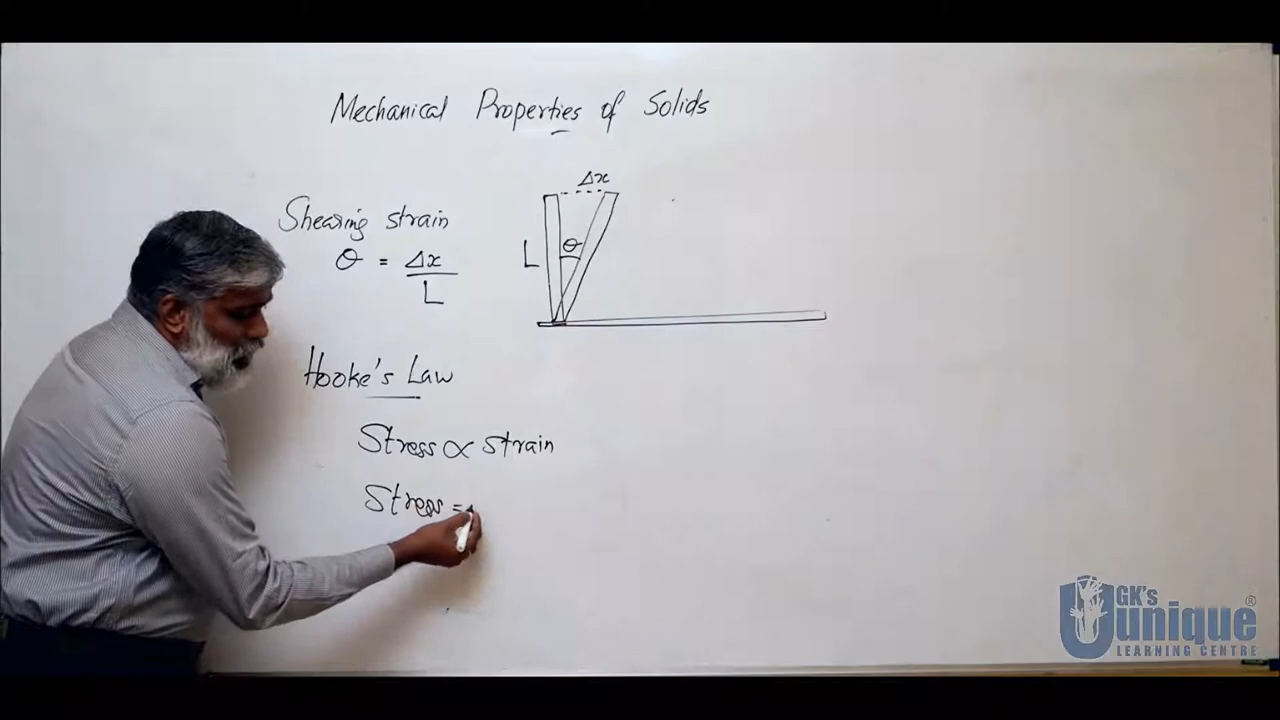 Mechanical Properties of Solids
Δx
Shearing strain
θ = Δx
L
L
θ
Hooke's Law
Stress ∝ strain
Stress =
GK's
unique®
LEARNING CENTRE